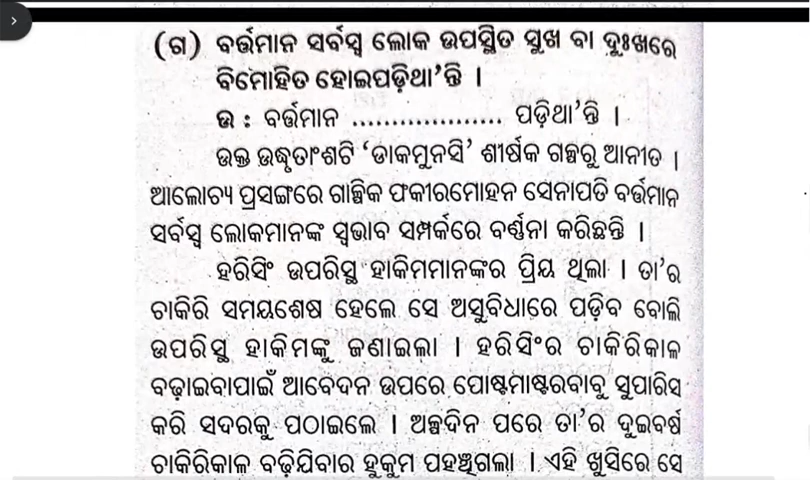 (ଗ) ବର୍ତ୍ତମାନ ସର୍ବସ୍ୱ ଲୋକ ଉପସ୍ଥିତ ସୁଖ ବା ଦୁଃଖରେ
ବିମୋହିତ ହୋଇପଡ଼ିଥା'ନ୍ତି ।
ଉ : ବର୍ତ୍ତମାନ ................... ପଡ଼ିଥା'ନ୍ତି ।
ଉକ୍ତ ଉଦ୍ଧୃତାଂଶଟି 'ଡାକମୁନସି' ଶୀର୍ଷକ ଗଳ୍ପରୁ ଆନୀତ ।
ଆଲୋଚ୍ୟ ପ୍ରସଙ୍ଗରେ ଗାଳ୍ପିକ ଫକୀରମୋହନ ସେନାପତି ବର୍ତ୍ତମାନ
ସର୍ବସ୍ୱ ଲୋକମାନଙ୍କ ସ୍ୱଭାବ ସମ୍ପର୍କରେ ବର୍ଣ୍ଣନା କରିଛନ୍ତି ।
ହରିସିଂ ଉପରିସ୍ଥ ହାକିମମାନଙ୍କର ପ୍ରିୟ ଥିଲା । ତା'ର
ଚାକିରି ସମୟଶେଷ ହେଲେ ସେ ଅସୁବିଧାରେ ପଡ଼ିବ ବୋଲି
ଉପରିସ୍ଥ ହାକିମଙ୍କୁ ଜଣାଇଲା । ହରିସିଂର ଚାକିରିକାଳ
ବଢ଼ାଇବାପାଇଁ ଆବେଦନ ଉପରେ ପୋଷ୍ଟମାଷ୍ଟରବାବୁ ସୁପାରିସ
କରି ସଦରକୁ ପଠାଇଲେ । ଅଳ୍ପଦିନ ପରେ ତା'ର ଦୁଇବର୍ଷ
ଚାକିରିକାଳ ବଢ଼ିଯିବାର ହୁକୁମ ପହଞ୍ଚିଗଲା । ଏହି ଖୁସିରେ ସେ